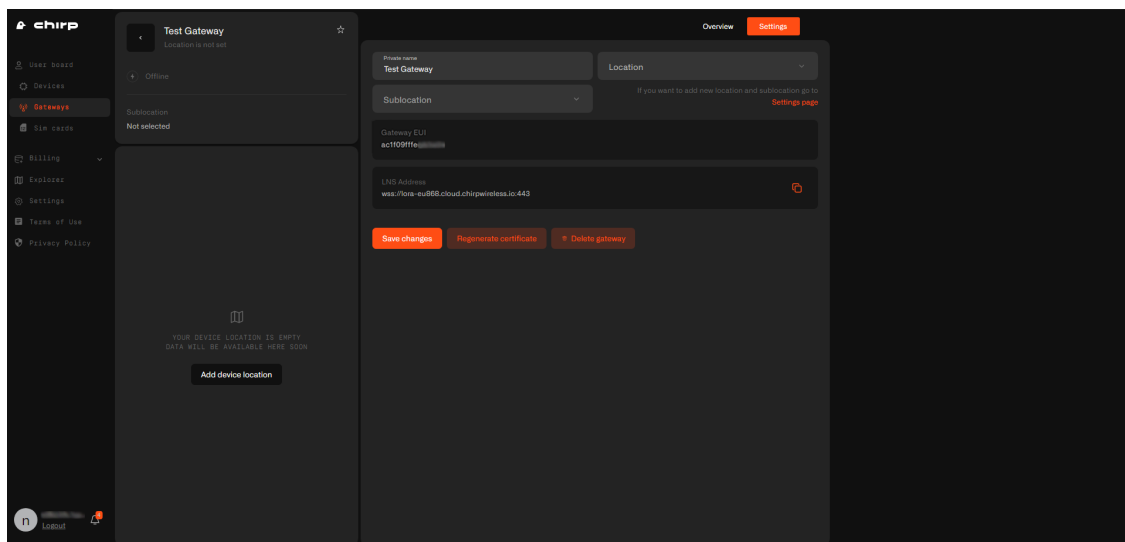 chirp
User board
Devices
Gateways
Sim cards
Billing
Explorer
Settings
Terms of Use
Privacy Policy
n
Logout
Test Gateway
Location is not set
Offline
Sublocation
Not selected
YOUR DEVICE LOCATION IS EMPTY
DATA WILL BE AVAILABLE HERE SOON
Add device location
Overview
Settings
Private name
Test Gateway
Location
Sublocation
If you want to add new location and sublocation go to
Settings page
Gateway EUI
ac1f09fffe
LNS Address
wss://lora-eu868.cloud.chirpwireless.io:443
Save changes
Regenerate certificate
Delete gateway